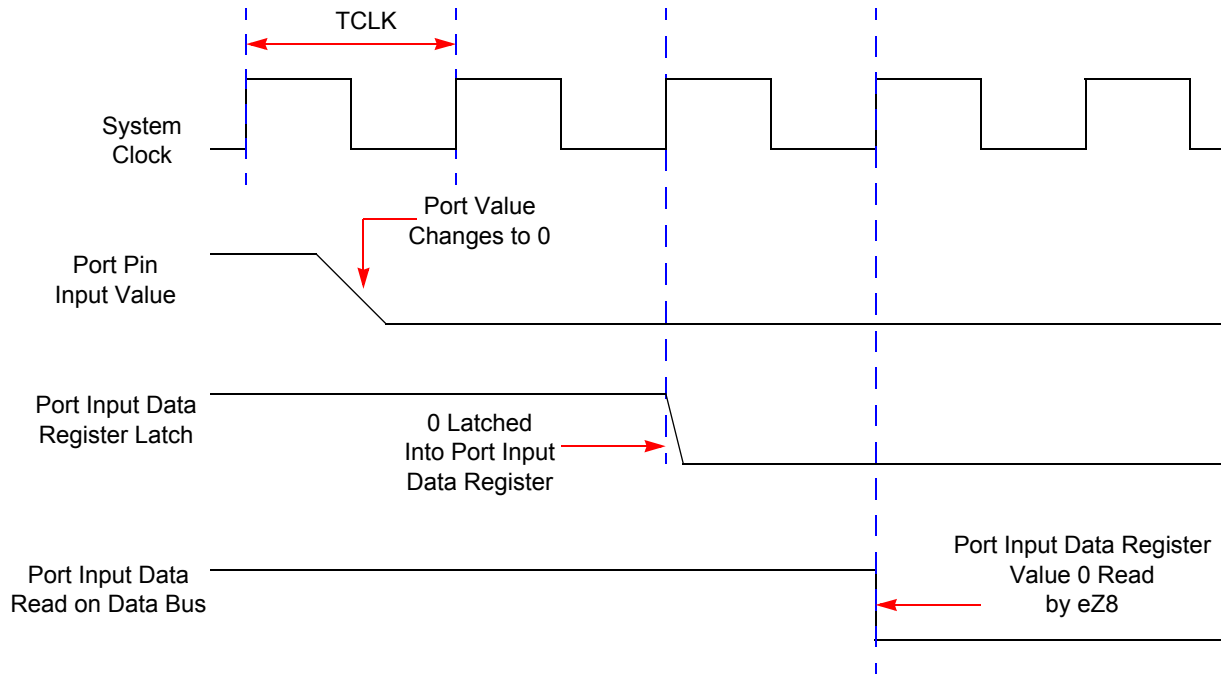 TCLK
System
Clock
Port Value
Changes to 0
Port Pin
Input Value
Port Input Data
Register Latch
0 Latched
Into Port Input
Data Register
Port Input Data
Read on Data Bus
Port Input Data Register
Value 0 Read
by eZ8